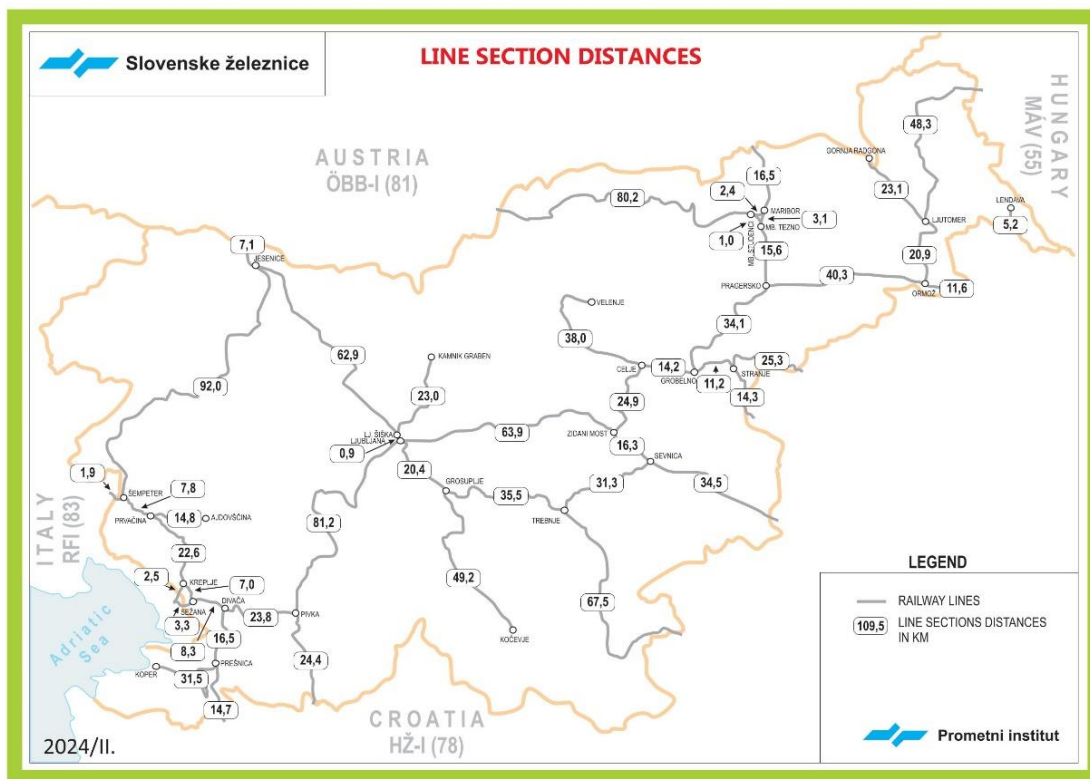 Slovenske železnice
LINE SECTION DISTANCES
AUSTRIA
ÖBB-I (81)
HUNGARY
MÁV (55)
ITALY
RFI (83)
CROATIA
HŽ-I (78)
Adriatic
Sea
48,3
GORNJA RADGONA
16,5
23,1
LENDAVA
80,2
2,4
MARIBOR
3,1
LJUTOMER
5,2
MB. TEZNO
MB. STUDENCI
1,0
15,6
20,9
7,1
JESENICE
40,3
PRAGERSKO
ORMOŽ
11,6
VELENJE
34,1
38,0
62,9
KAMNIK GRABEN
25,3
CELJE
14,2
GROBELNO
11,2
STRANJE
92,0
23,0
24,9
14,3
LJ. ŠIŠKA
LJUBLJANA
63,9
ZIDANI MOST
0,9
16,3
20,4
SEVNICA
1,9
7,8
GROSUPLJE
31,3
34,5
ŠEMPETER
35,5
PRVAČINA
14,8
AJDOVŠČINA
81,2
TREBNJE
22,6
49,2
2,5
KREPLJE
7,0
SEŽANA
DIVAČA
23,8
PIVKA
67,5
3,3
16,5
KOČEVJE
8,3
24,4
PREŠNICA
KOPER
31,5
14,7
LEGEND
RAILWAY LINES
109,5
LINE SECTIONS DISTANCES
IN KM
2024/II.
Prometni institut